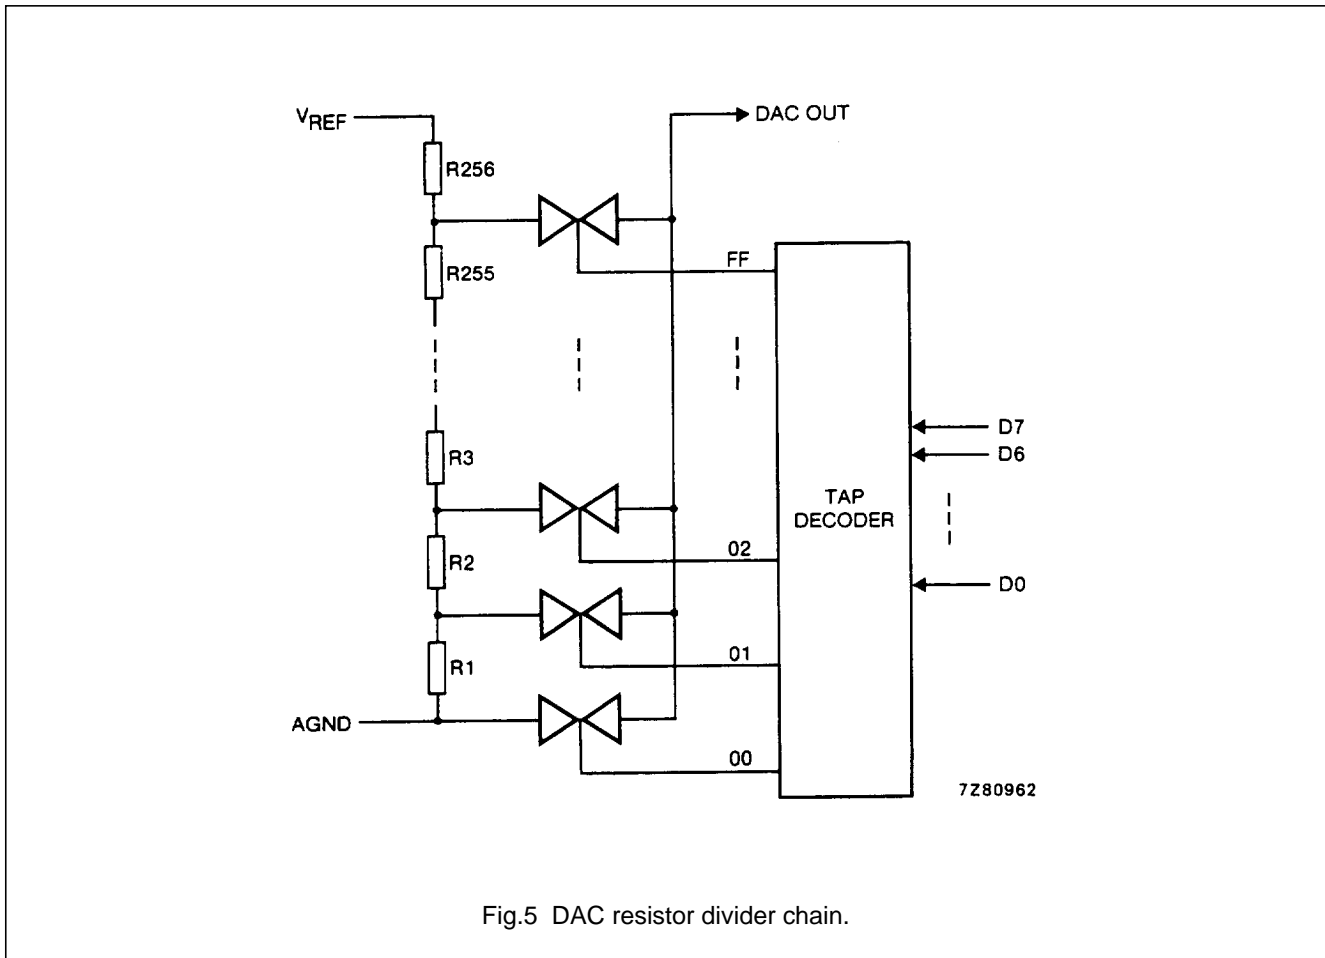 VREF
DAC OUT
R256
R255
FF
D7
D6
R3
TAP
DECODER
02
R2
D0
01
R1
AGND
00
7Z80962
Fig.5 DAC resistor divider chain.